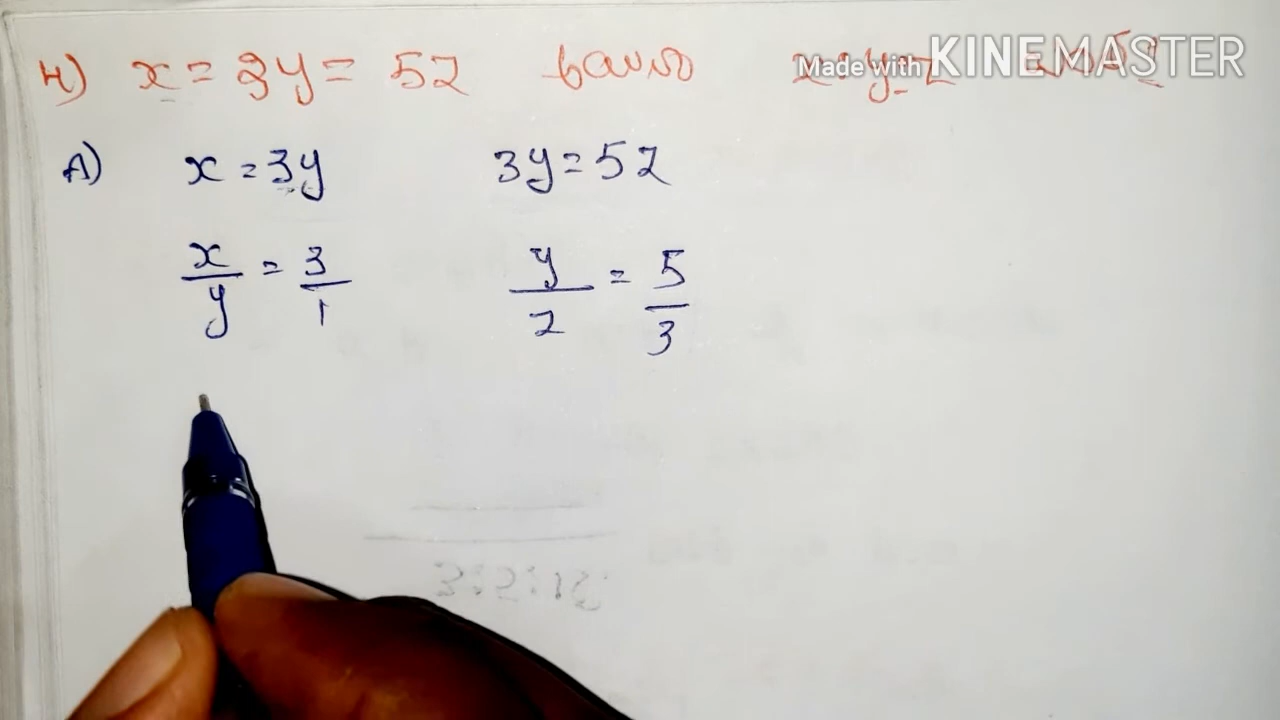 4) x = 3y = 5z
Made with KINEMASTER
A) x = 3y 3y = 5z
x/y = 3/1 y/z = 5/3